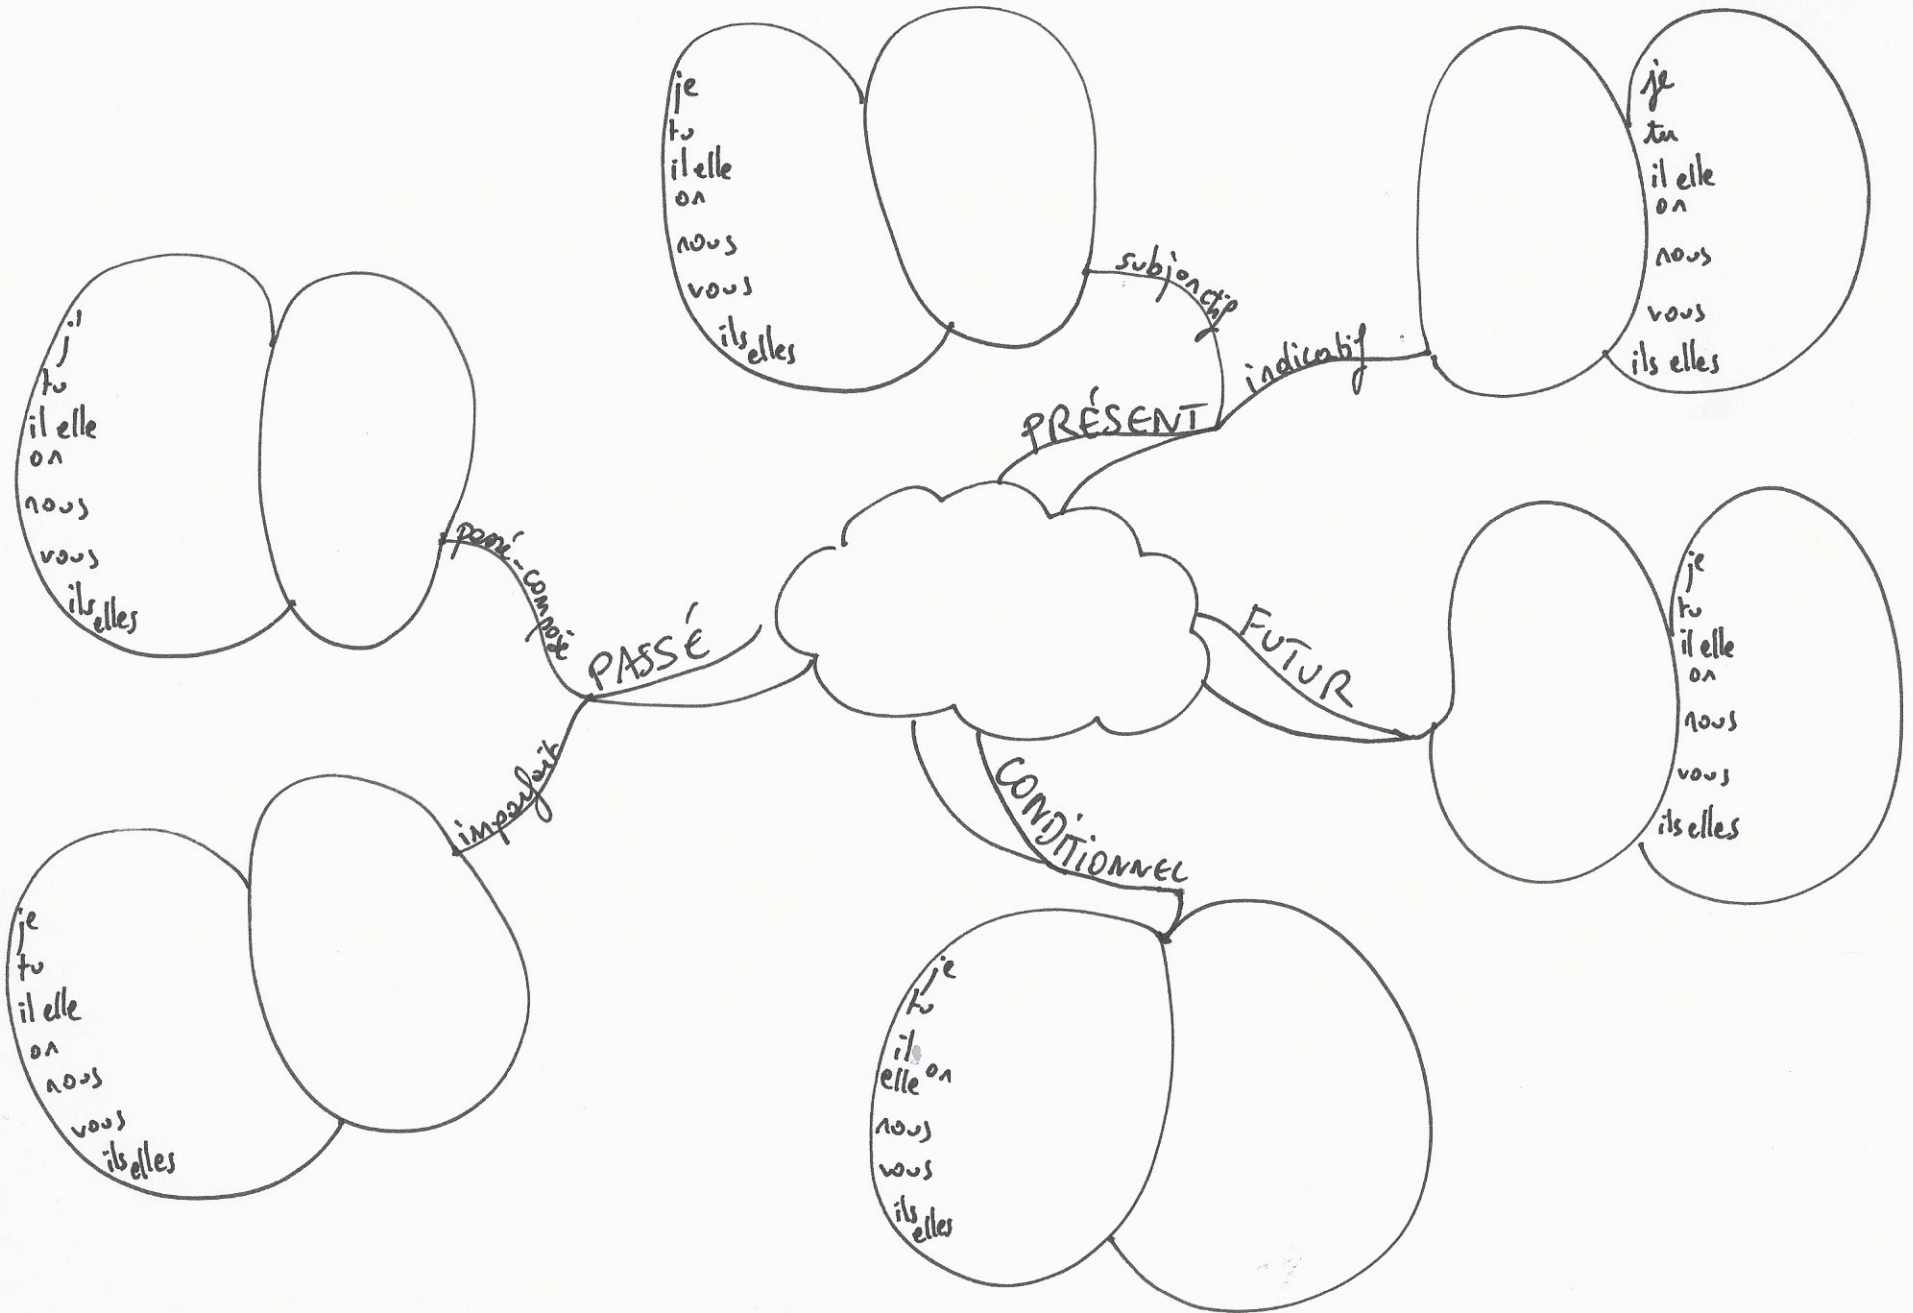 je
tu
il elle
on
nous
vous
ils elles
subjonctif
je
tu
il elle
on
nous
vous
ils elles
indicatif
PRÉSENT
j'
tu
il elle
on
nous
vous
ils elles
passé-composé
PASSÉ
imparfait
je
tu
il elle
on
nous
vous
ils elles
FUTUR
je
tu
il elle
on
nous
vous
ils elles
CONDITIONNEL
je
tu
il
elle on
nous
vous
ils
elles